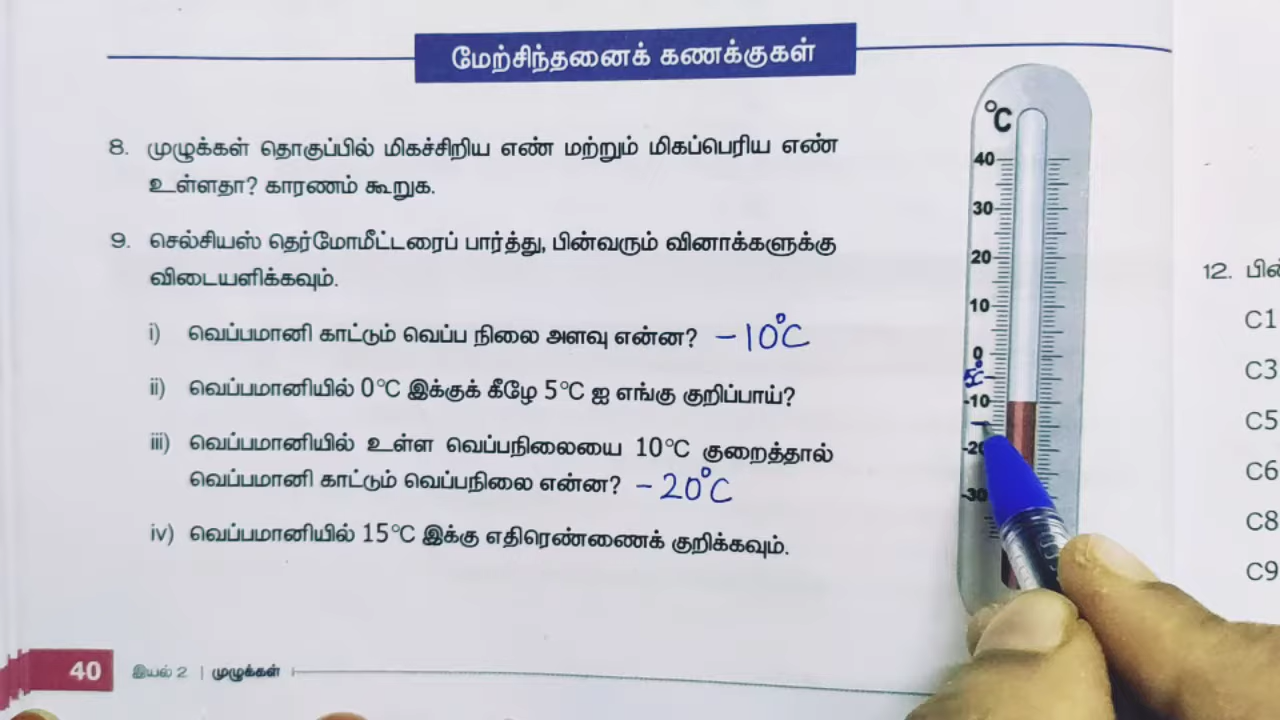 மேற்சிந்தனைக் கணக்குகள்
8. முழுக்கள் தொகுப்பில் மிகச்சிறிய எண் மற்றும் மிகப்பெரிய எண்
உள்ளதா? காரணம் கூறுக.
9. செல்சியஸ் தெர்மோமீட்டரைப் பார்த்து, பின்வரும் வினாக்களுக்கு
விடையளிக்கவும்.
i) வெப்பமானி காட்டும் வெப்ப நிலை அளவு என்ன? -10°C
ii) வெப்பமானியில் 0°C இக்குக் கீழே 5°C ஐ எங்கு குறிப்பாய்?
iii) வெப்பமானியில் உள்ள வெப்பநிலையை 10°C குறைத்தால்
வெப்பமானி காட்டும் வெப்பநிலை என்ன? -20°C
iv) வெப்பமானியில் 15°C இக்கு எதிரெண்ணைக் குறிக்கவும்.
40 இயல் 2 | முழுக்கள்
°C
40
30
20
10
0
-10
-20
-30
12.
C1
C3
C5
C6
C8
C9